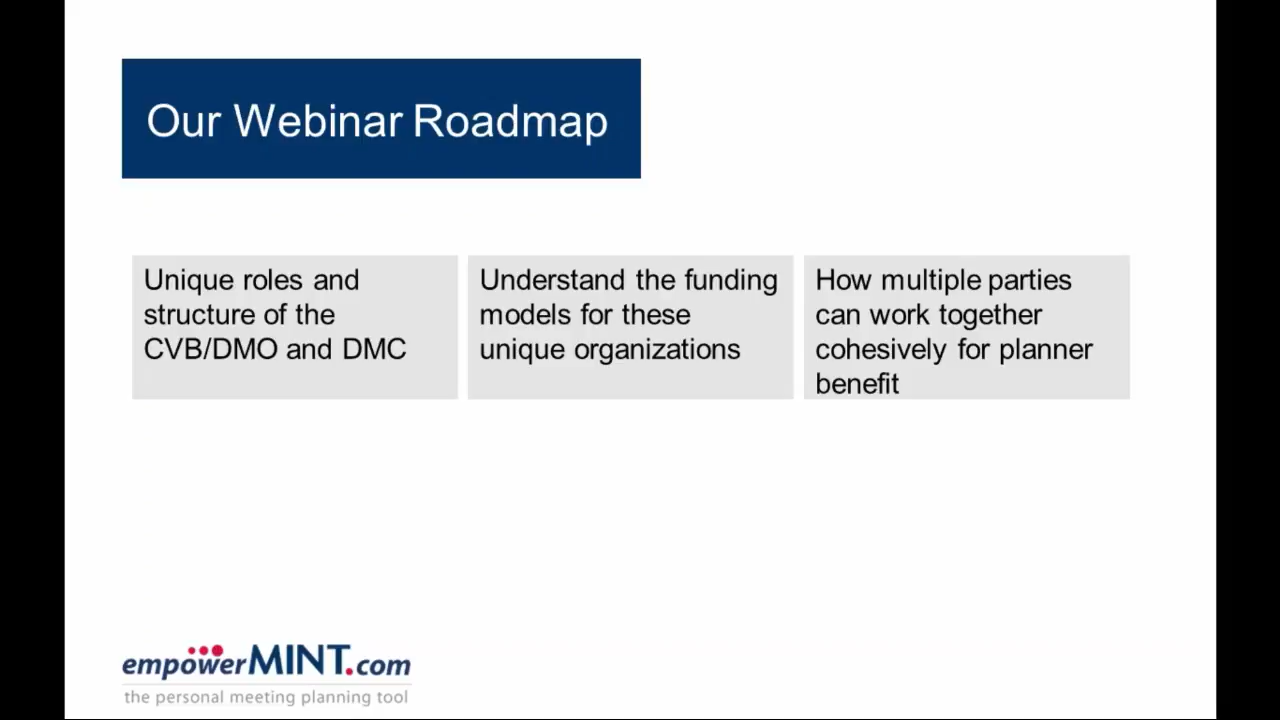 Our Webinar Roadmap
Unique roles and
structure of the
CVB/DMO and DMC
Understand the funding
models for these
unique organizations
How multiple parties
can work together
cohesively for planner
benefit
empowerMINT.com
the personal meeting planning tool